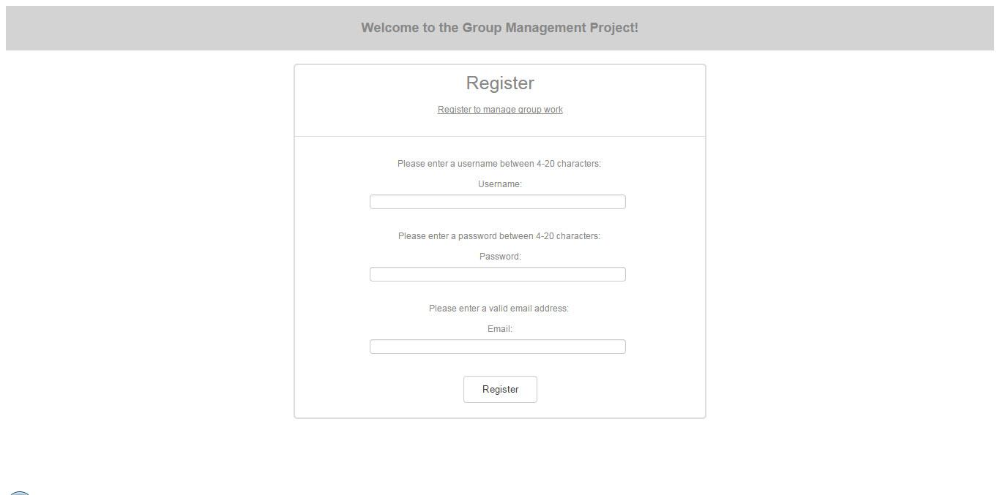 Welcome to the Group Management Project!
Register
Register to manage group work
Please enter a username between 4-20 characters:
Username:
Please enter a password between 4-20 characters:
Password:
Please enter a valid email address:
Email:
Register